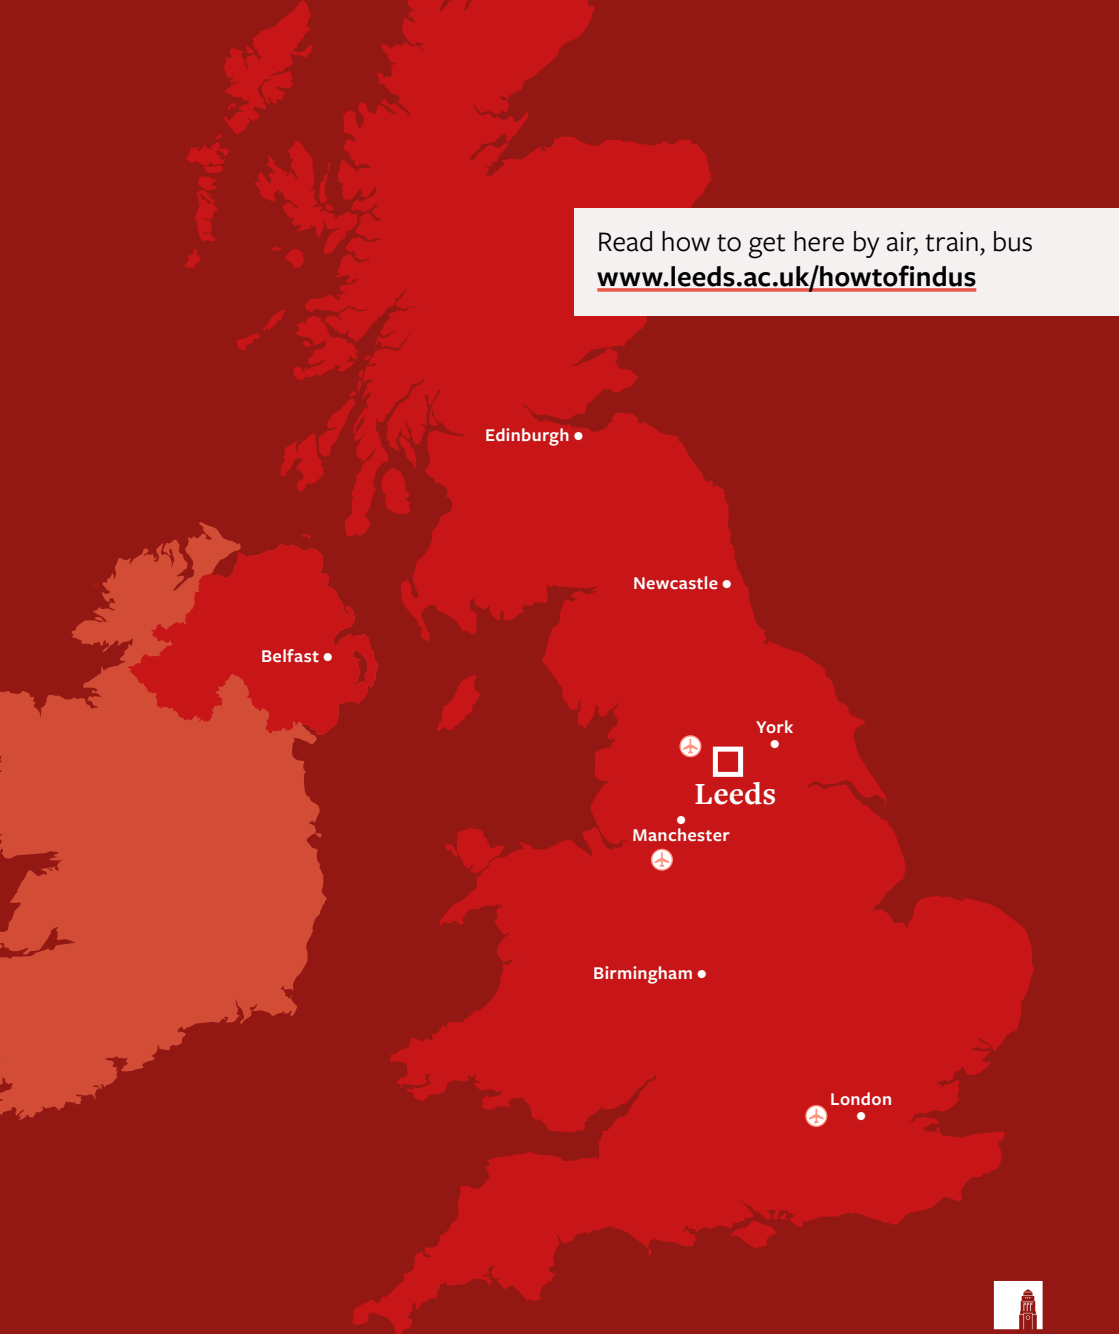 Read how to get here by air, train, bus
www.leeds.ac.uk/howtofindus
Edinburgh
Newcastle
Belfast
York
Leeds
Manchester
Birmingham
London